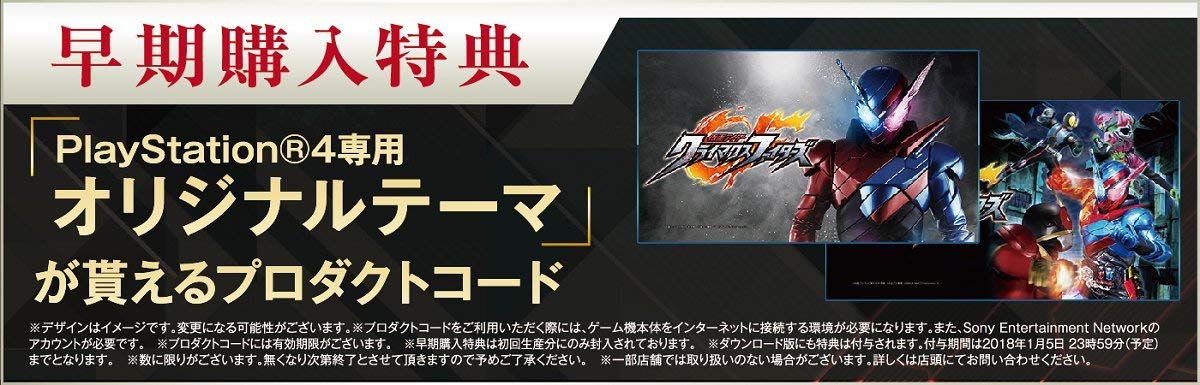 早期購入特典
「PlayStation®4専用
オリジナルテーマ」
が貰えるプロダクトコード
クライマックスファイターズ
ズ
※デザインはイメージです。変更になる可能性がございます。※プロダクトコードをご利用いただく際には、ゲーム機本体をインターネットに接続する環境が必要になります。また、Sony Entertainment Networkの
アカウントが必要です。 ※プロダクトコードには有効期限がございます。 ※早期購入特典は初回生産分にのみ封入されております。 ※ダウンロード版にも特典は付与されます。付与期間は2018年1月5日 23時59分(予定)
までとなります。 ※数に限りがございます。無くなり次第終了とさせて頂きますので予めご了承ください。 ※一部店舗では取り扱いのない場合がございます。詳しくは店頭にてお問い合わせください。